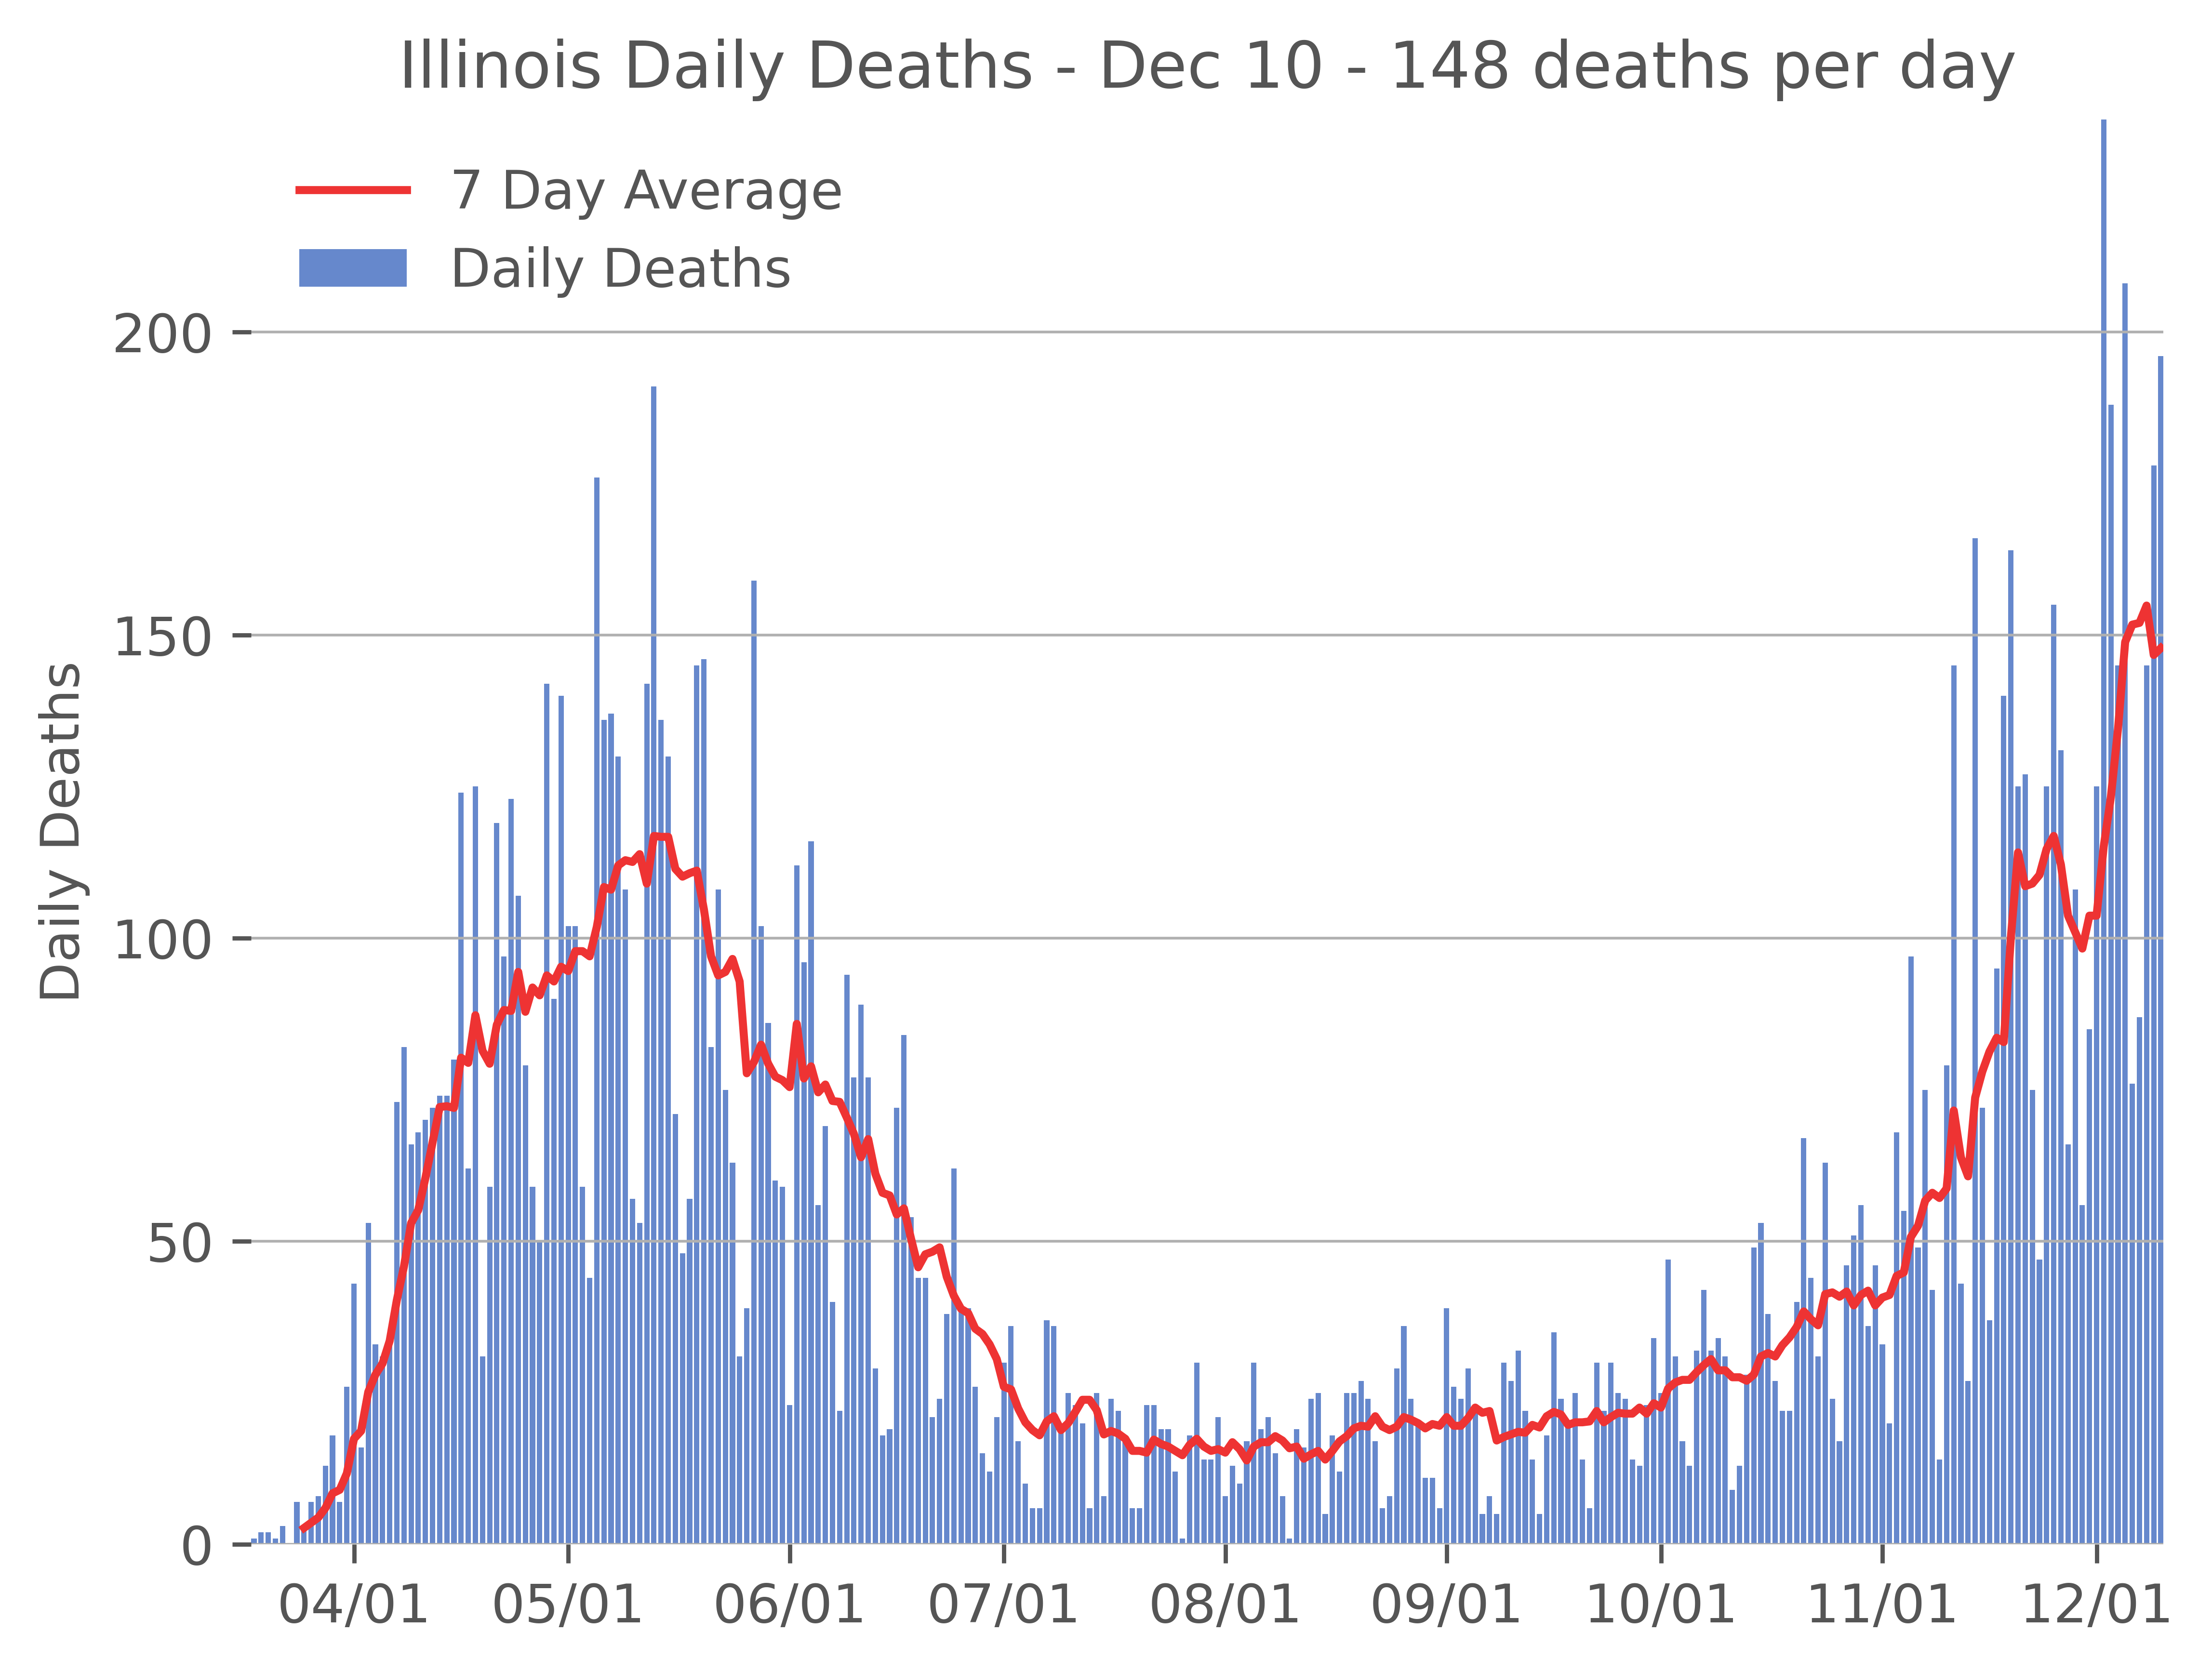 Illinois Daily Deaths - Dec 10 - 148 deaths per day
7 Day Average
Daily Deaths
200
150
100
50
0
Daily Deaths
04/01 05/01 06/01 07/01 08/01 09/01 10/01 11/01 12/01